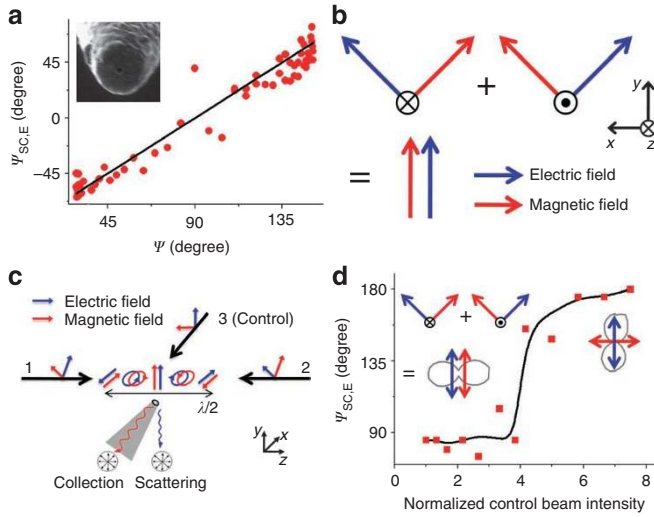 a
45
0
−45
Ψ_SC,E (degree)
45
90
135
Ψ (degree)
b
+
=
y
x
z
Electric field
Magnetic field
c
Electric field
Magnetic field
3 (Control)
1
2
λ/2
y
x
z
Collection
Scattering
d
180
135
90
Ψ_SC,E (degree)
+
=
0
2
4
6
8
Normalized control beam intensity